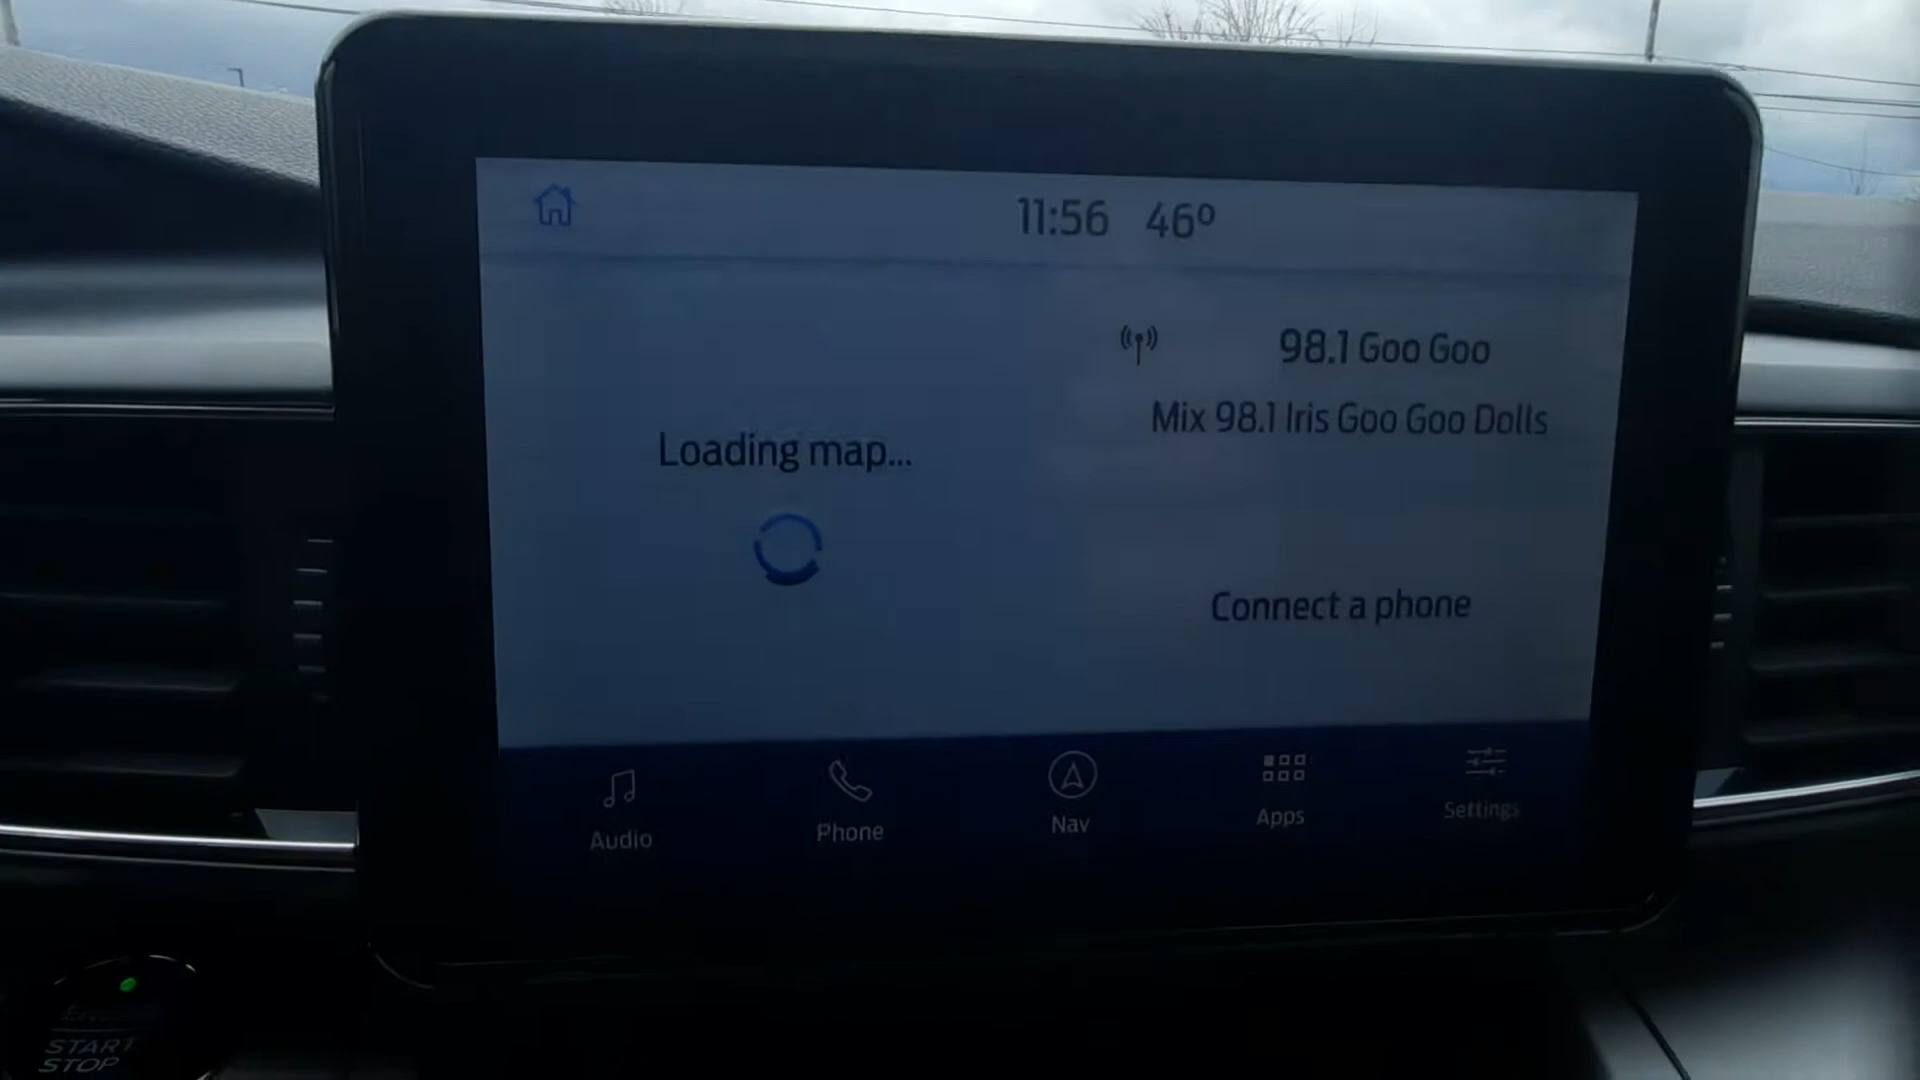 11:56 46º
98.1 Goo Goo
Mix 98.1 Iris Goo Goo Dolls
Loading map...
Connect a phone
Audio
Phone
Nav
Apps
Settings
START
STOP